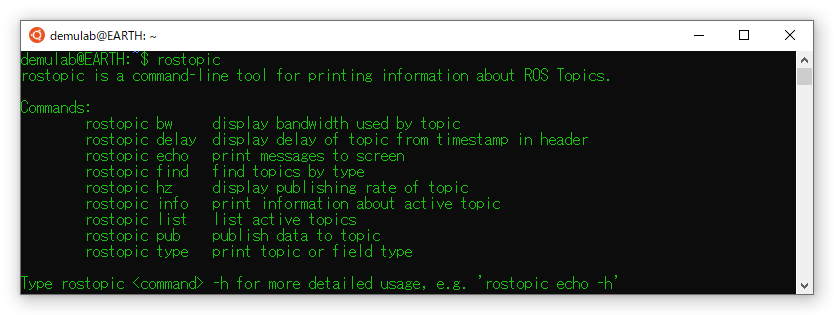 demulab@EARTH: ~
demulab@EARTH:~$ rostopic
rostopic is a command-line tool for printing information about ROS Topics.
Commands:
rostopic bw display bandwidth used by topic
rostopic delay display delay of topic from timestamp in header
rostopic echo print messages to screen
rostopic find find topics by type
rostopic hz display publishing rate of topic
rostopic info print information about active topic
rostopic list list active topics
rostopic pub publish data to topic
rostopic type print topic or field type
Type rostopic <command> -h for more detailed usage, e.g. 'rostopic echo -h'